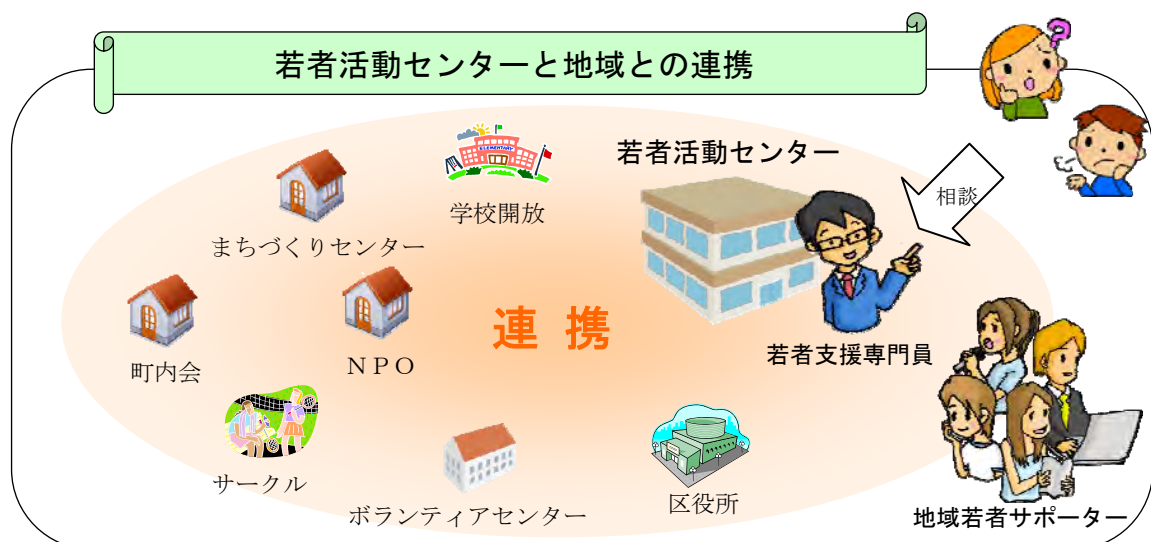 若者活動センターと地域との連携
若者活動センター
相談
学校開放
まちづくりセンター
連携
町内会
ＮＰＯ
若者支援専門員
サークル
ボランティアセンター
区役所
地域若者サポーター
ELEMENTARY
?